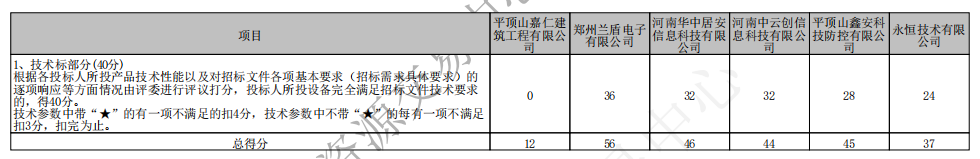 项目 平顶山嘉仁建筑工程有限公司 郑州兰盾电子有限公司 河南华中居安信息科技有限公司 河南中云创信息科技有限公司 平顶山鑫安科技防控有限公司 永恒技术有限公司
1、技术标部分(40分)
根据各投标人所投产品技术性能以及对招标文件各项基本要求（招标需求具体要求）的
逐项响应等方面情况由评委进行评议打分，投标人所投设备完全满足招标文件技术要求
的，得40分。
技术参数中带“★”的有一项不满足的扣4分，技术参数中不带“★”的每有一项不满足
扣3分，扣完为止。
0 36 32 32 28 24
总得分 12 56 46 44 45 37
资源交易中心